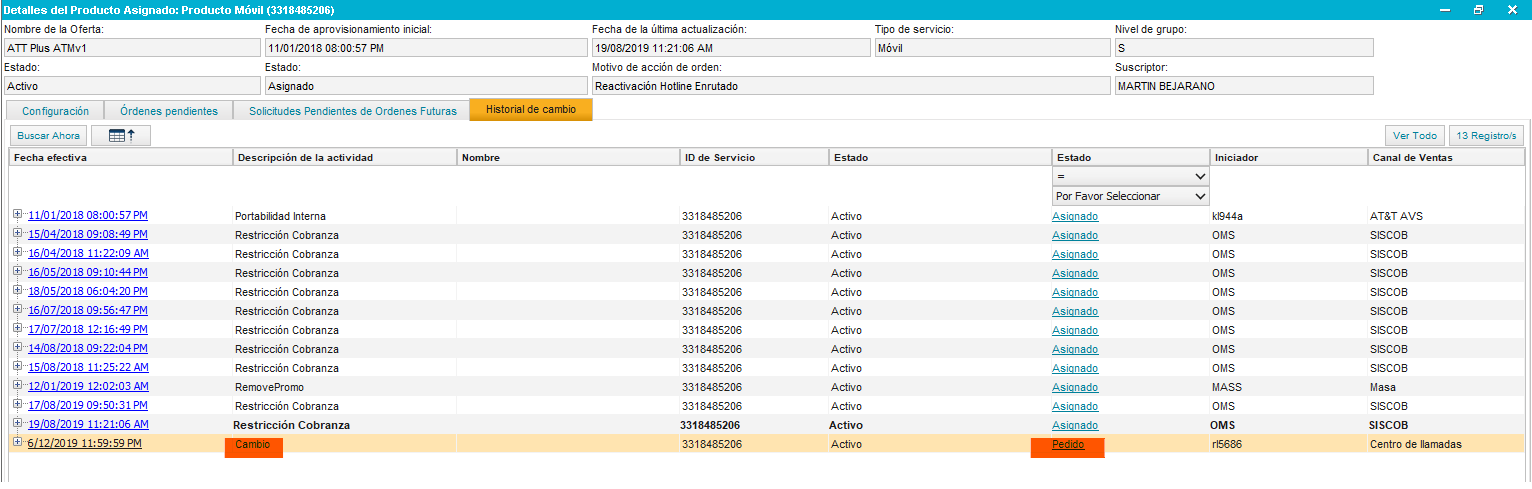 Detalles del Producto Asignado: Producto Móvil (3318485206)
Nombre de la Oferta: Fecha de aprovisionamiento inicial: Fecha de la última actualización: Tipo de servicio: Nivel de grupo:
ATT Plus ATMv1 11/01/2018 08:00:57 PM 19/08/2019 11:21:06 AM Móvil S
Estado: Estado: Motivo de acción de orden: Suscriptor:
Activo Asignado Reactivación Hotline Enrutado MARTIN BEJARANO
Configuración Órdenes pendientes Solicitudes Pendientes de Ordenes Futuras Historial de cambio
Buscar Ahora Ver Todo 13 Registro/s
Fecha efectiva Descripción de la actividad Nombre ID de Servicio Estado Estado Iniciador Canal de Ventas
=
Por Favor Seleccionar
11/01/2018 08:00:57 PM Portabilidad Interna 3318485206 Activo Asignado kl944a AT&T AVS
15/04/2018 09:08:49 PM Restricción Cobranza 3318485206 Activo Asignado OMS SISCOB
16/04/2018 11:22:09 AM Restricción Cobranza 3318485206 Activo Asignado OMS SISCOB
16/05/2018 09:10:44 PM Restricción Cobranza 3318485206 Activo Asignado OMS SISCOB
18/05/2018 06:04:20 PM Restricción Cobranza 3318485206 Activo Asignado OMS SISCOB
16/07/2018 09:56:47 PM Restricción Cobranza 3318485206 Activo Asignado OMS SISCOB
17/07/2018 12:16:49 PM Restricción Cobranza 3318485206 Activo Asignado OMS SISCOB
14/08/2018 09:22:04 PM Restricción Cobranza 3318485206 Activo Asignado OMS SISCOB
15/08/2018 11:25:22 AM Restricción Cobranza 3318485206 Activo Asignado OMS SISCOB
12/01/2019 12:02:03 AM RemovePromo 3318485206 Activo Asignado MASS Masa
17/08/2019 09:50:31 PM Restricción Cobranza 3318485206 Activo Asignado OMS SISCOB
19/08/2019 11:21:06 AM Restricción Cobranza 3318485206 Activo Asignado OMS SISCOB
6/12/2019 11:59:59 PM Cambio 3318485206 Activo Pedido rl5686 Centro de llamadas